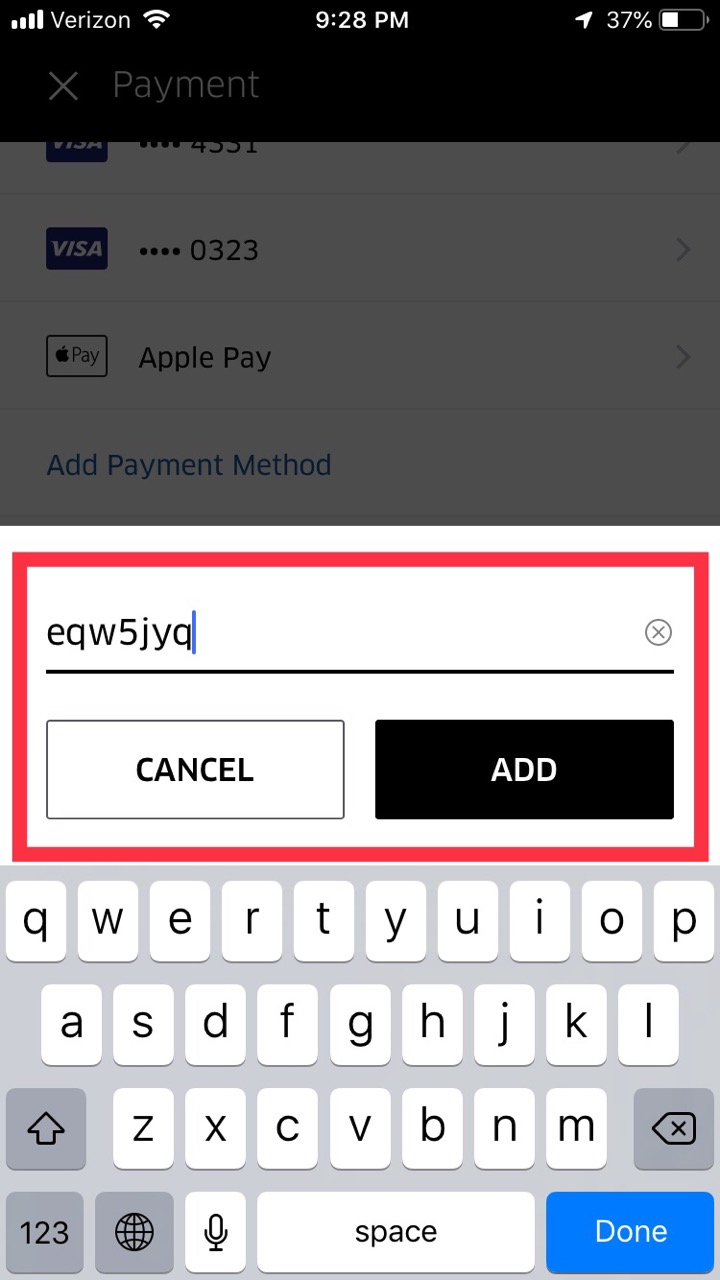 Verizon 9:28 PM 37%
Payment
VISA •••• 4331
VISA •••• 0323
Pay Apple Pay
Add Payment Method
eqw5jyq
CANCEL ADD
q w e r t y u i o p
a s d f g h j k l
z x c v b n m
123 space Done